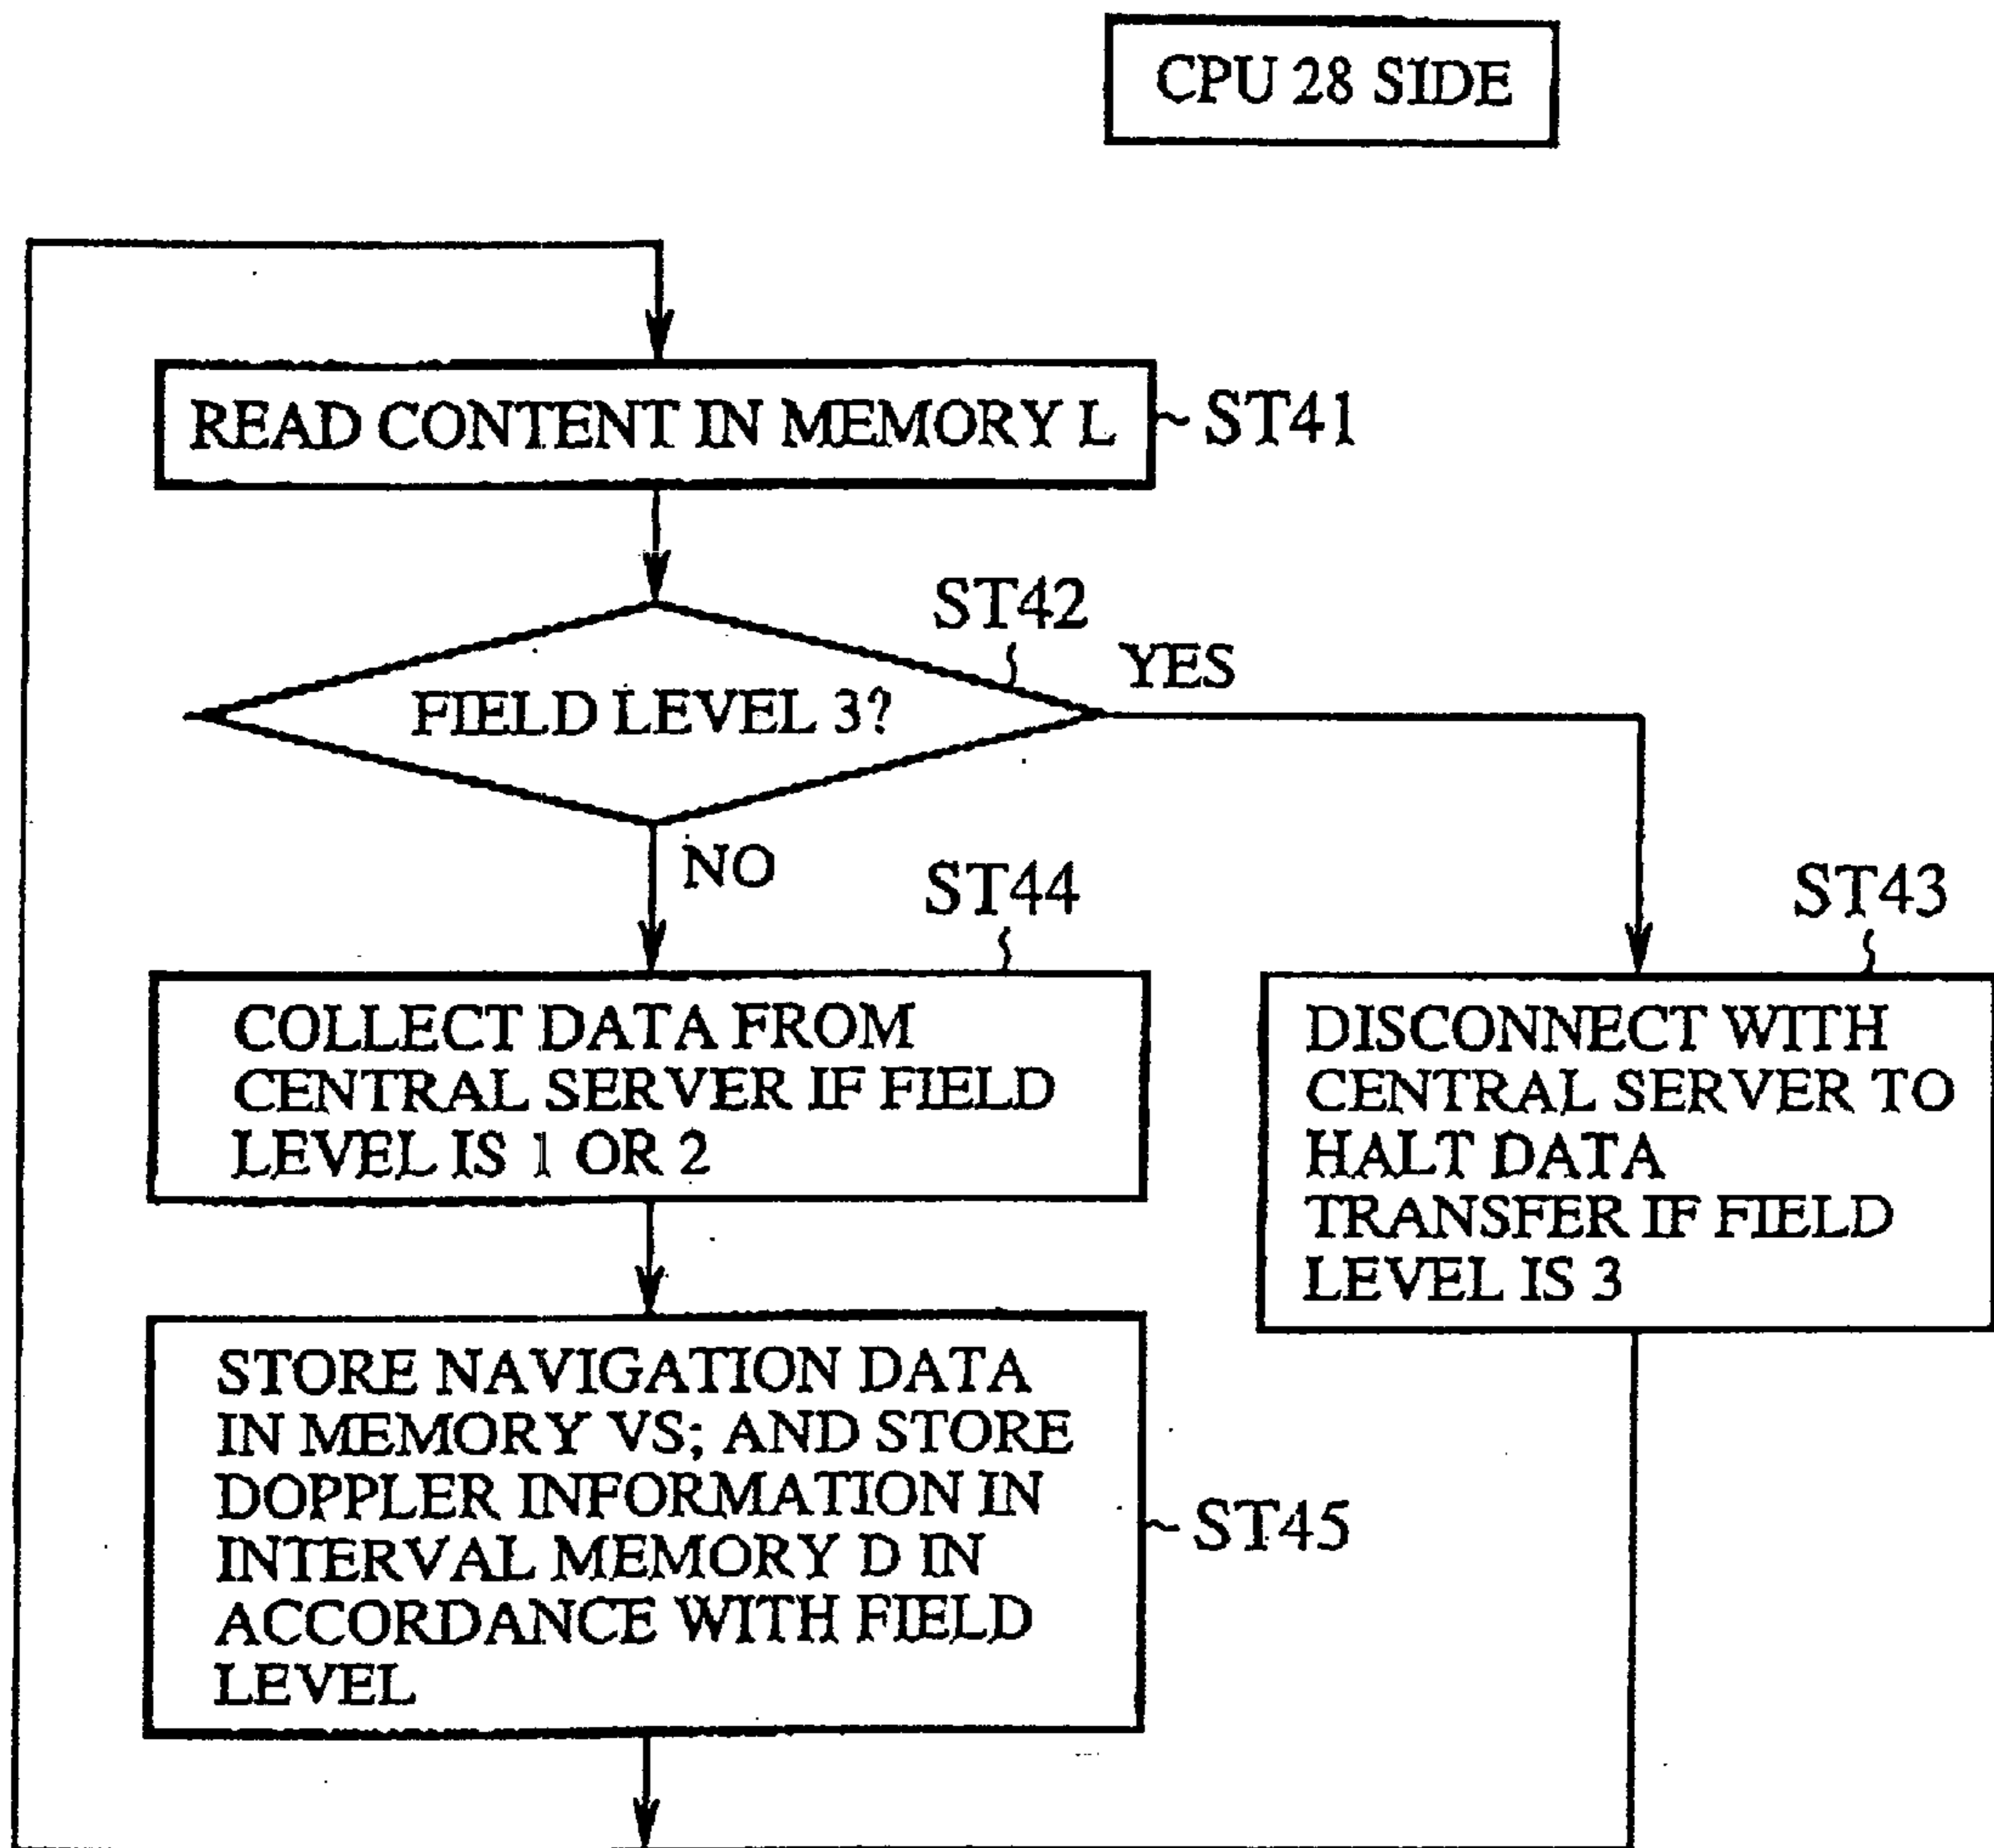 CPU 28 SIDE
READ CONTENT IN MEMORY L
ST41
ST42
FIELD LEVEL 3?
YES
NO
ST44
COLLECT DATA FROM
CENTRAL SERVER IF FIELD
LEVEL IS 1 OR 2
ST43
DISCONNECT WITH
CENTRAL SERVER TO
HALT DATA
TRANSFER IF FIELD
LEVEL IS 3
STORE NAVIGATION DATA
IN MEMORY VS; AND STORE
DOPPLER INFORMATION IN
INTERVAL MEMORY D IN
ACCORDANCE WITH FIELD
LEVEL
ST45